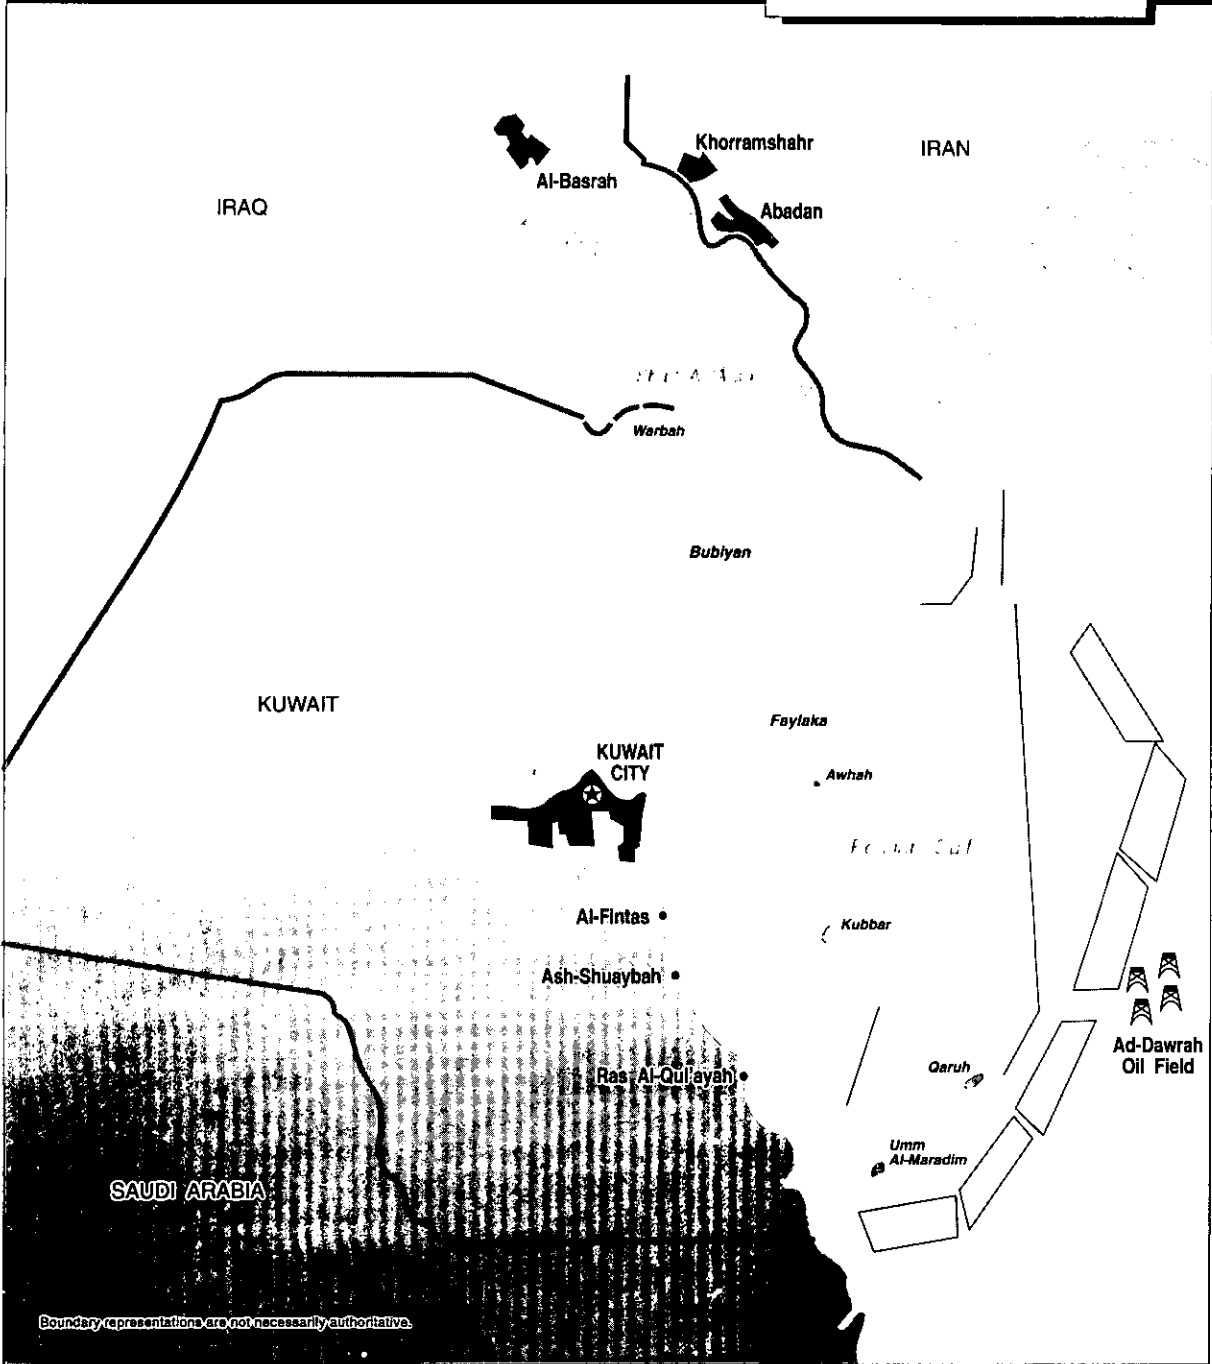 Khorramshahr
IRAN
Al-Basrah
IRAQ
Abadan
Warbah
Bubiyan
KUWAIT
Faylaka
KUWAIT
CITY
Awhah
Al-Fintas
Kubbar
Ash-Shuaybah
Ad-Dawrah
Oil Field
Qaruh
Ras Al-Qul'ayah
Umm
Al-Maradim
SAUDI ARABIA
Boundary representations are not necessarily authoritative.